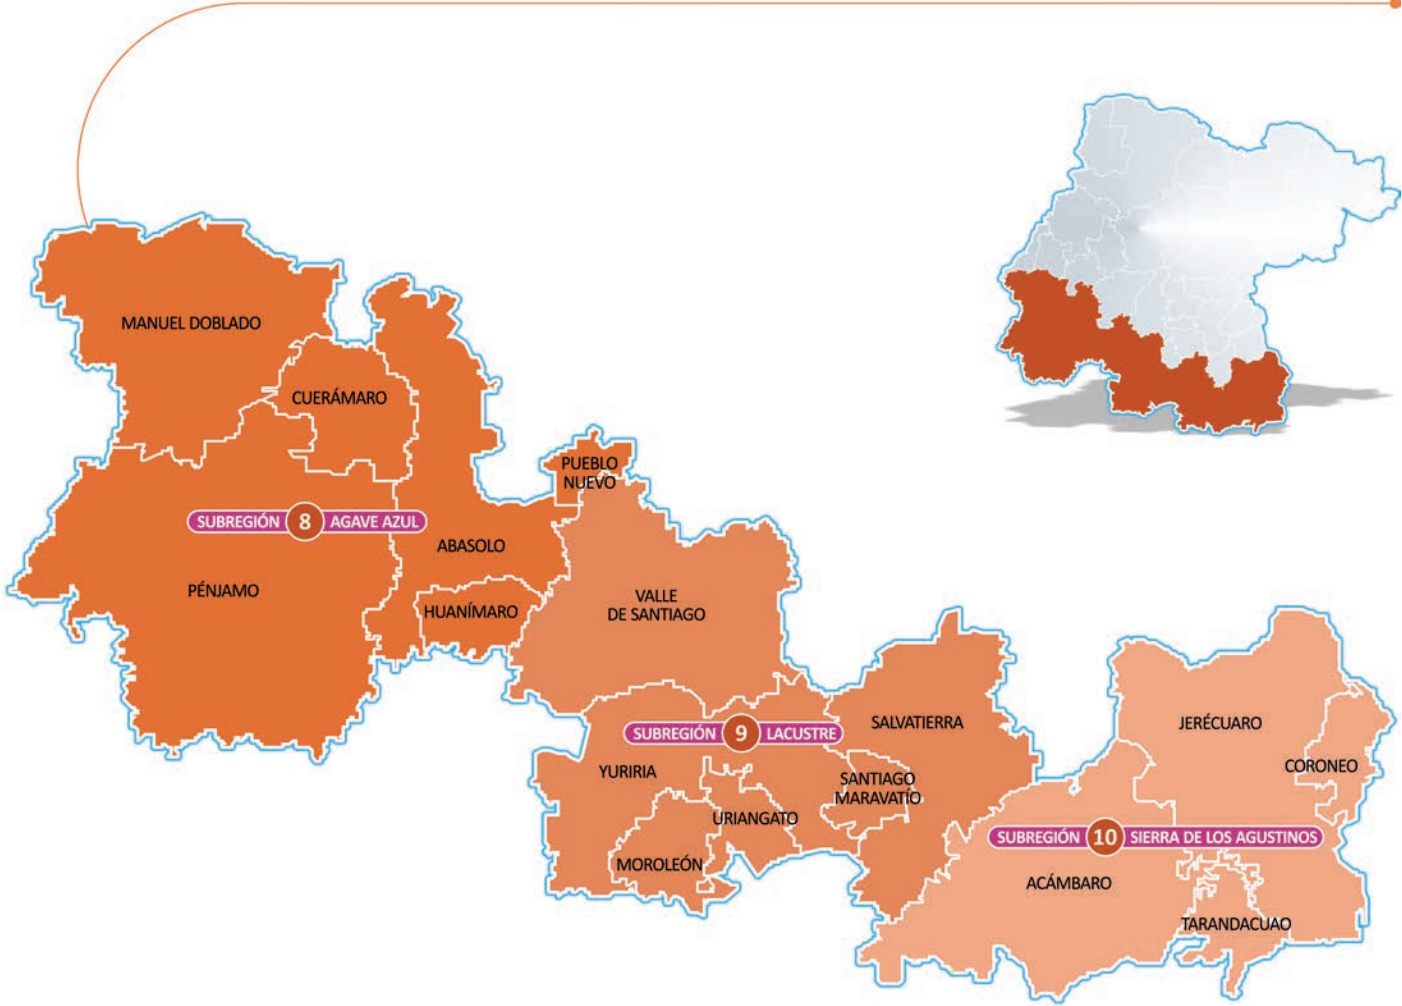 MANUEL DOBLADO
CUERÁMARO
PUEBLO
NUEVO
SUBREGIÓN 8 AGAVE AZUL
ABASOLO
PÉNJAMO
HUANÍMARO
VALLE
DE SANTIAGO
SALVATIERRA
JERÉCUARO
SUBREGIÓN 9 LACUSTRE
YURIRIA
SANTIAGO
MARAVATÍO
CORONEO
URIANGATO
SUBREGIÓN 10 SIERRA DE LOS AGUSTINOS
MOROLEÓN
ACÁMBARO
TARANDACUAO